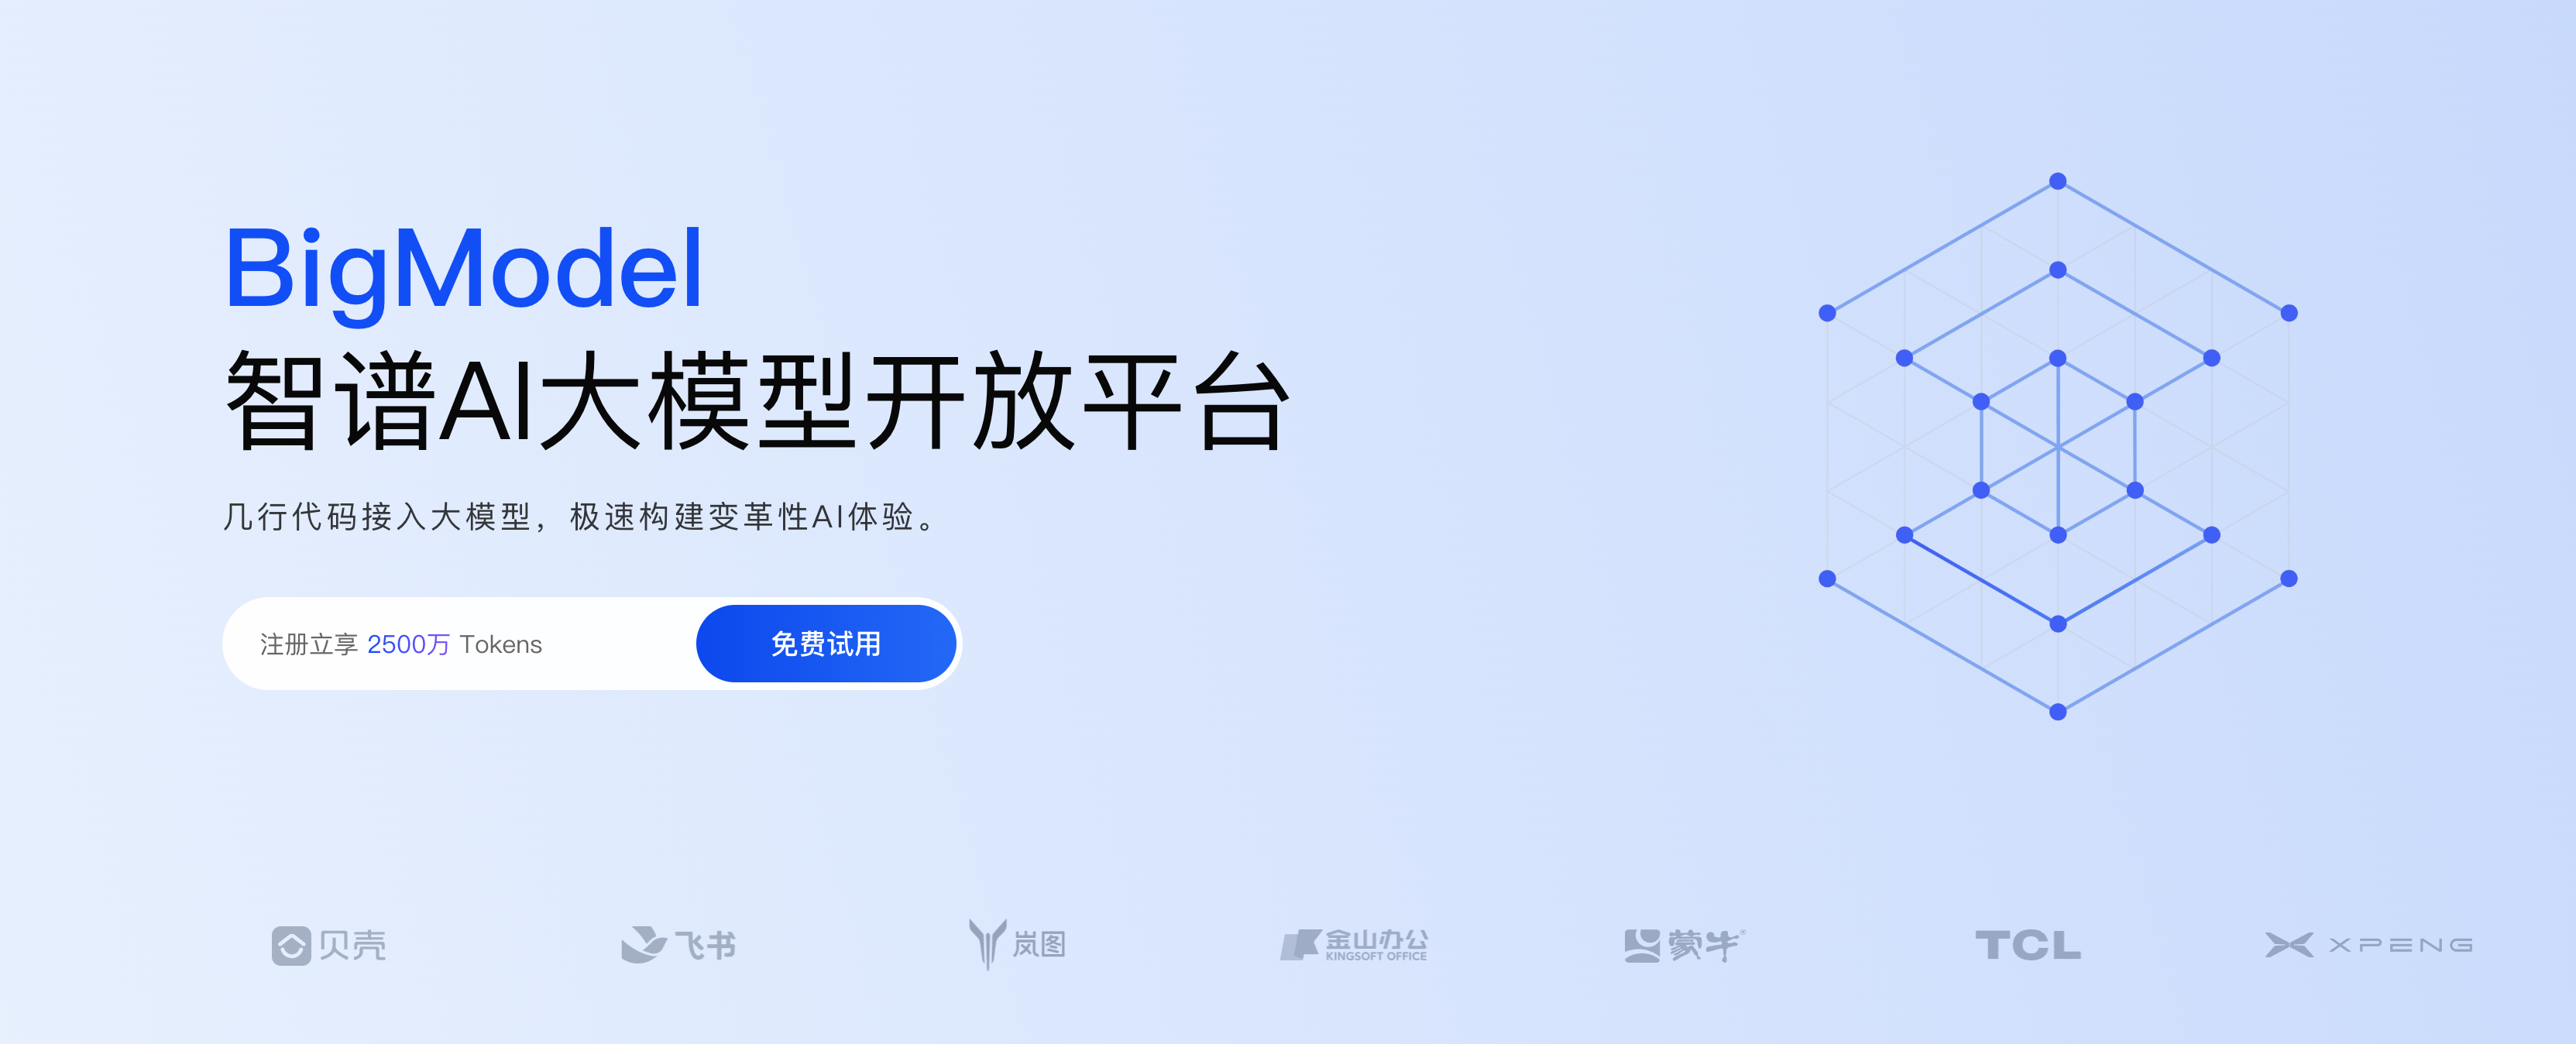 BigModel
智谱AI大模型开放平台
几行代码接入大模型，极速构建变革性AI体验。
注册立享 2500万 Tokens
免费试用
贝壳
飞书
岚图
金山办公
KINGSOFT OFFICE
蒙牛®
TCL
XPENG